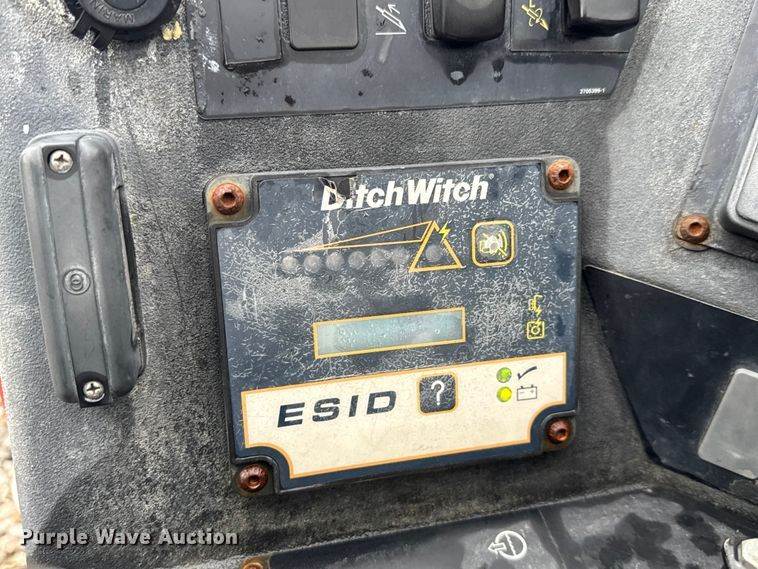 2705399-1
DitchWitch®
ESID
?
Purple Wave Auction